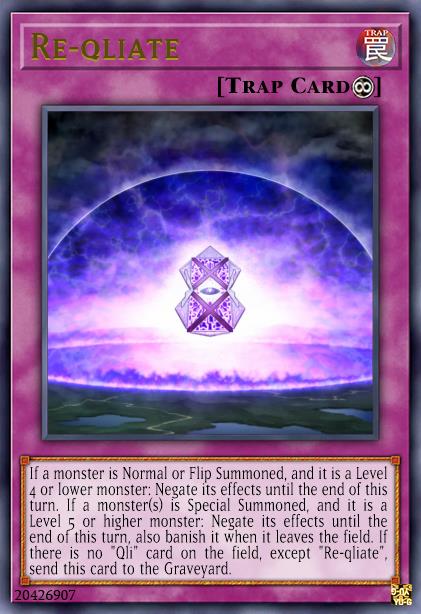 Re-qliate
TRAP
罠
[Trap Card]
If a monster is Normal or Flip Summoned, and it is a Level
4 or lower monster: Negate its effects until the end of this
turn. If a monster(s) is Special Summoned, and it is a
Level 5 or higher monster: Negate its effects until the
end of this turn, also banish it when it leaves the field. If
there is no "Qli" card on the field, except "Re-qliate",
send this card to the Graveyard.
20426907